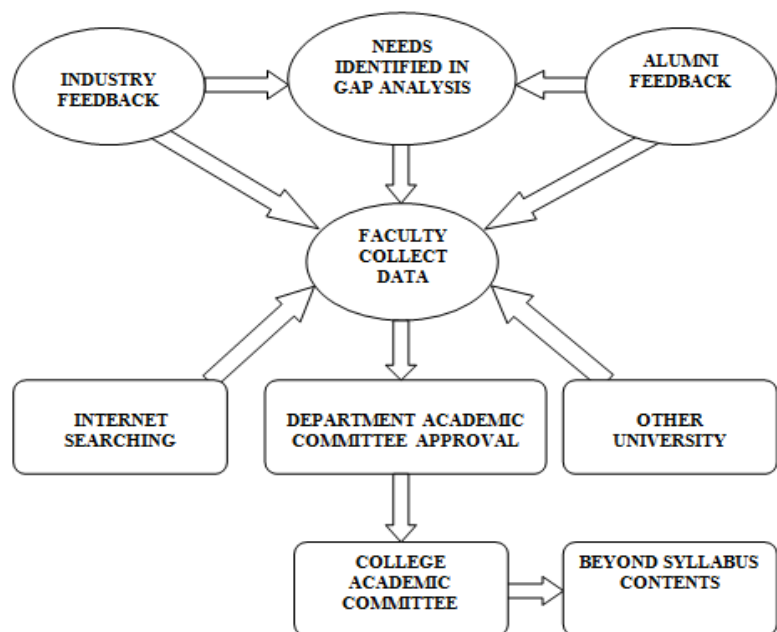 INDUSTRY
FEEDBACK
NEEDS
IDENTIFIED IN
GAP ANALYSIS
ALUMNI
FEEDBACK
FACULTY
COLLECT
DATA
INTERNET
SEARCHING
DEPARTMENT ACADEMIC
COMMITTEE APPROVAL
OTHER
UNIVERSITY
COLLEGE
ACADEMIC
COMMITTEE
BEYOND SYLLABUS
CONTENTS